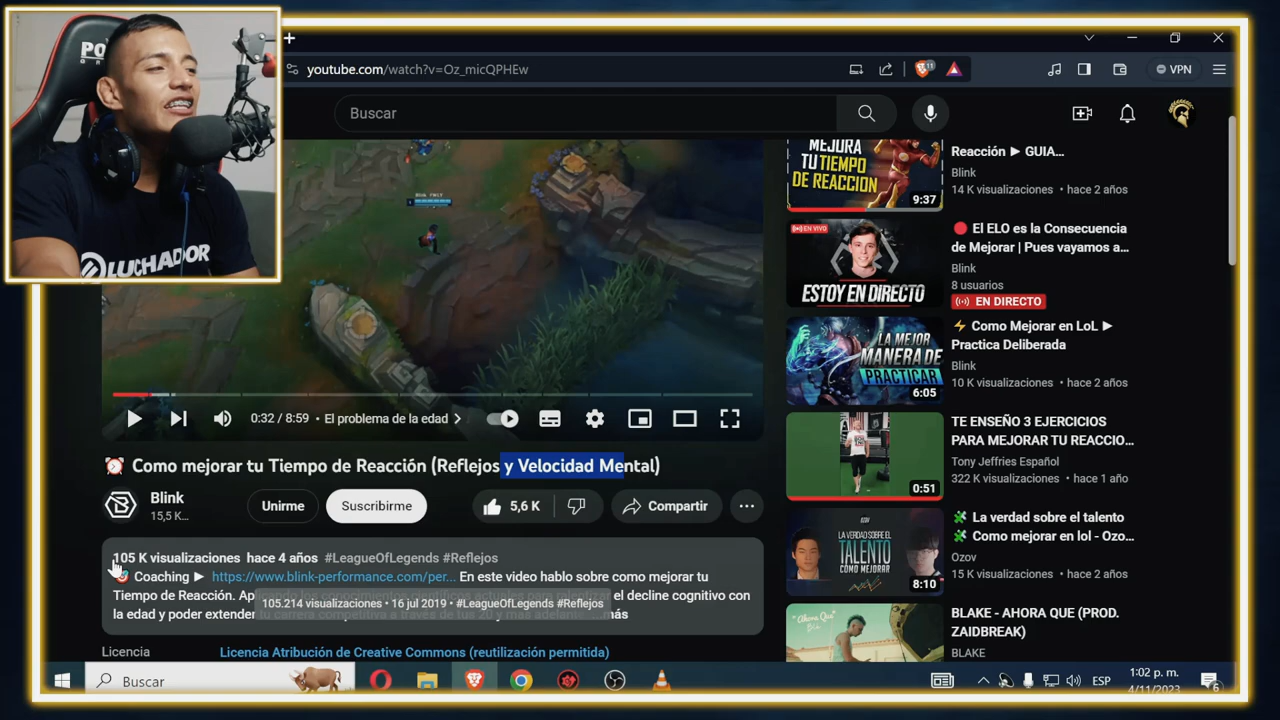 PO
LUCHADOR
youtube.com/watch?v=Oz_micQPHEw
11
VPN
Buscar
MEJORA
TU TIEMPO
DE REACCION
9:37
Reacción ► GUIA...
Blink
14 K visualizaciones • hace 2 años
EN VIVO
ESTOY EN DIRECTO
El ELO es la Consecuencia
de Mejorar | Pues vayamos a...
Blink
8 usuarios
EN DIRECTO
LA MEJOR
MANERA DE
PRACTICAR
6:05
⚡ Como Mejorar en LoL ►
Practica Deliberada
Blink
10 K visualizaciones • hace 2 años
0:51
TE ENSEÑO 3 EJERCICIOS
PARA MEJORAR TU REACCIO...
Tony Jeffries Español
322 K visualizaciones • hace 1 año
LA VERDAD SOBRE EL
TALENTO
COMO MEJORAR
8:10
La verdad sobre el talento
Como mejorar en lol - Ozo...
Ozov
15 K visualizaciones • hace 2 años
BLAKE - AHORA QUE (PROD.
ZAIDBREAK)
BLAKE
0:32 / 8:59 • El problema de la edad
Como mejorar tu Tiempo de Reacción (Reflejos y Velocidad Mental)
Blink
15,5 K...
Unirme
Suscribirme
5,6 K
Compartir
105 K visualizaciones hace 4 años #LeagueOfLegends #Reflejos
Coaching ► https://www.blink-performance.com/per... En este video hablo sobre como mejorar tu
Tiempo de Reacción. el decline cognitivo con
la edad y poder extender más
105.214 visualizaciones • 16 jul 2019 • #LeagueOfLegends #Reflejos
Licencia
Licencia Atribución de Creative Commons (reutilización permitida)
Buscar
ESP
1:02 p. m.
4/11/2023
6